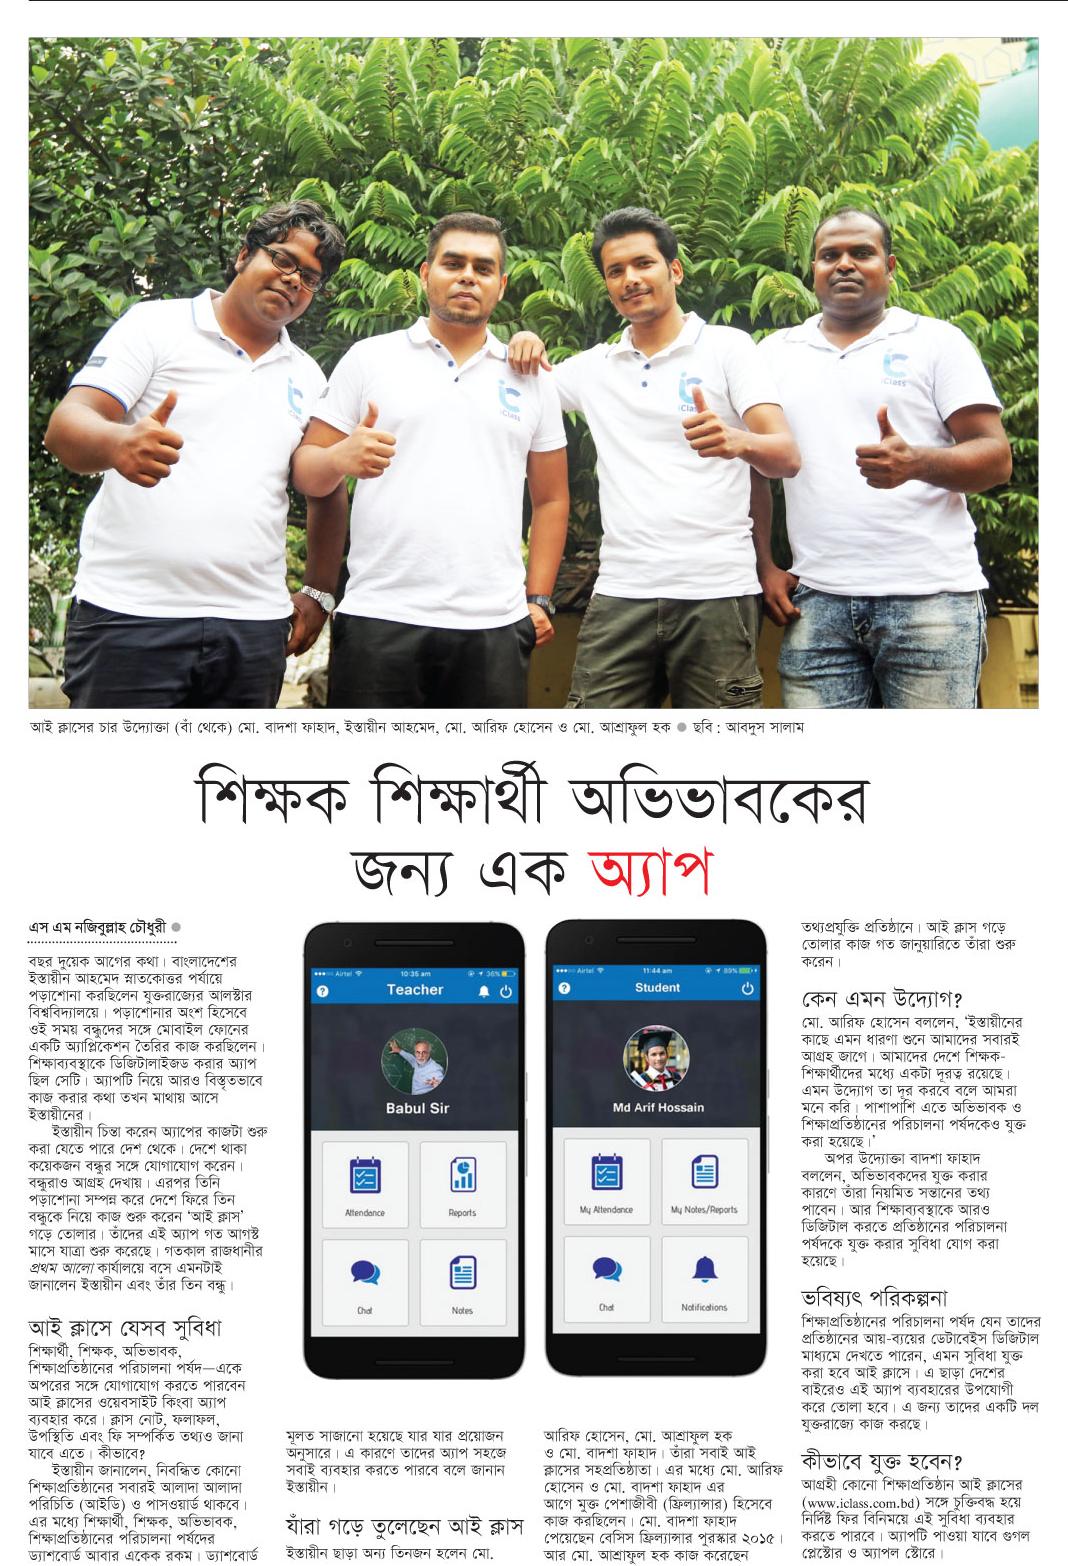 iClass
iClass
iClass
iClass
আই ক্লাসের চার উদ্যোক্তা (বাঁ থেকে) মো. বাদশা ফাহাদ, ইস্তায়ীন আহমেদ, মো. আরিফ হোসেন ও মো. আশ্রাফুল হক ● ছবি : আবদুস সালাম
শিক্ষক শিক্ষার্থী অভিভাবকের
জন্য এক অ্যাপ
এস এম নজিবুল্লাহ চৌধুরী ●
বছর দুয়েক আগের কথা। বাংলাদেশের
ইস্তায়ীন আহমেদ স্নাতকোত্তর পর্যায়ে
পড়াশোনা করছিলেন যুক্তরাজ্যের আলস্টার
বিশ্ববিদ্যালয়ে। পড়াশোনার অংশ হিসেবে
ওই সময় বন্ধুদের সঙ্গে মোবাইল ফোনের
একটি অ্যাপ্লিকেশন তৈরির কাজ করছিলেন।
শিক্ষাব্যবস্থাকে ডিজিটালাইজড করার অ্যাপ
ছিল সেটি। অ্যাপটি নিয়ে আরও বিস্তৃতভাবে
কাজ করার কথা তখন মাথায় আসে
ইস্তায়ীনের।
ইস্তায়ীন চিন্তা করেন অ্যাপের কাজটা শুরু
করা যেতে পারে দেশ থেকে। দেশে থাকা
কয়েকজন বন্ধুর সঙ্গে যোগাযোগ করেন।
বন্ধুরাও আগ্রহ দেখায়। এরপর তিনি
পড়াশোনা সম্পন্ন করে দেশে ফিরে তিন
বন্ধুকে নিয়ে কাজ শুরু করেন ‘আই ক্লাস’
গড়ে তোলার। তাঁদের এই অ্যাপ গত আগস্ট
মাসে যাত্রা শুরু করেছে। গতকাল রাজধানীর
প্রথম আলো কার্যালয়ে বসে এমনটাই
জানালেন ইস্তায়ীন এবং তাঁর তিন বন্ধু।
আই ক্লাসে যেসব সুবিধা
শিক্ষার্থী, শিক্ষক, অভিভাবক,
শিক্ষাপ্রতিষ্ঠানের পরিচালনা পর্ষদ—একে
অপরের সঙ্গে যোগাযোগ করতে পারবেন
আই ক্লাসের ওয়েবসাইট কিংবা অ্যাপ
ব্যবহার করে। ক্লাস নোট, ফলাফল,
উপস্থিতি এবং ফি সম্পর্কিত তথ্যও জানা
যাবে এতে। কীভাবে?
ইস্তায়ীন জানালেন, নিবন্ধিত কোনো
শিক্ষাপ্রতিষ্ঠানের সবারই আলাদা আলাদা
পরিচিতি (আইডি) ও পাসওয়ার্ড থাকবে।
এর মধ্যে শিক্ষার্থী, শিক্ষক, অভিভাবক,
শিক্ষাপ্রতিষ্ঠানের পরিচালনা পর্ষদের
ড্যাশবোর্ড আবার একেক রকম। ড্যাশবোর্ড
Airtel 10:35 am 36%
? Teacher
Babul Sir
Attendance
Reports
Chat
Notes
Airtel 11:44 am 89%
? Student
Md Arif Hossain
My Attendance
My Notes/Reports
Chat
Notifications
মূলত সাজানো হয়েছে যার যার প্রয়োজন
অনুসারে। এ কারণে তাদের অ্যাপ সহজে
সবাই ব্যবহার করতে পারবে বলে জানান
ইস্তায়ীন।
যাঁরা গড়ে তুলেছেন আই ক্লাস
ইস্তায়ীন ছাড়া অন্য তিনজন হলেন মো.
আরিফ হোসেন, মো. আশ্রাফুল হক
ও মো. বাদশা ফাহাদ। তাঁরা সবাই আই
ক্লাসের সহপ্রতিষ্ঠাতা। এর মধ্যে মো. আরিফ
হোসেন ও মো. বাদশা ফাহাদ এর
আগে মুক্ত পেশাজীবী (ফ্রিল্যান্সার) হিসেবে
কাজ করছিলেন। মো. বাদশা ফাহাদ
পেয়েছেন বেসিস ফ্রিল্যান্সার পুরস্কার ২০১৫।
আর মো. আশ্রাফুল হক কাজ করেছেন
তথ্যপ্রযুক্তি প্রতিষ্ঠানে। আই ক্লাস গড়ে
তোলার কাজ গত জানুয়ারিতে তাঁরা শুরু
করেন।
কেন এমন উদ্যোগ?
মো. আরিফ হোসেন বললেন, ‘ইস্তায়ীনের
কাছে এমন ধারণা শুনে আমাদের সবারই
আগ্রহ জাগে। আমাদের দেশে শিক্ষক-
শিক্ষার্থীদের মধ্যে একটা দূরত্ব রয়েছে।
এমন উদ্যোগ তা দূর করবে বলে আমরা
মনে করি। পাশাপাশি এতে অভিভাবক ও
শিক্ষাপ্রতিষ্ঠানের পরিচালনা পর্ষদকেও যুক্ত
করা হয়েছে।’
অপর উদ্যোক্তা বাদশা ফাহাদ
বললেন, অভিভাবকদের যুক্ত করার
কারণে তাঁরা নিয়মিত সন্তানের তথ্য
পাবেন। আর শিক্ষাব্যবস্থাকে আরও
ডিজিটাল করতে প্রতিষ্ঠানের পরিচালনা
পর্ষদকে যুক্ত করার সুবিধা যোগ করা
হয়েছে।
ভবিষ্যৎ পরিকল্পনা
শিক্ষাপ্রতিষ্ঠানের পরিচালনা পর্ষদ যেন তাদের
প্রতিষ্ঠানের আয়-ব্যয়ের ডেটাবেইস ডিজিটাল
মাধ্যমে দেখতে পারেন, এমন সুবিধা যুক্ত
করা হবে আই ক্লাসে। এ ছাড়া দেশের
বাইরেও এই অ্যাপ ব্যবহারের উপযোগী
করে তোলা হবে। এ জন্য তাদের একটি দল
যুক্তরাজ্যে কাজ করছে।
কীভাবে যুক্ত হবেন?
আগ্রহী কোনো শিক্ষাপ্রতিষ্ঠান আই ক্লাসের
(www.iclass.com.bd) সঙ্গে চুক্তিবদ্ধ হয়ে
নির্দিষ্ট ফির বিনিময়ে এই সুবিধা ব্যবহার
করতে পারবে। অ্যাপটি পাওয়া যাবে গুগল
প্লেস্টোর ও অ্যাপল স্টোরে।